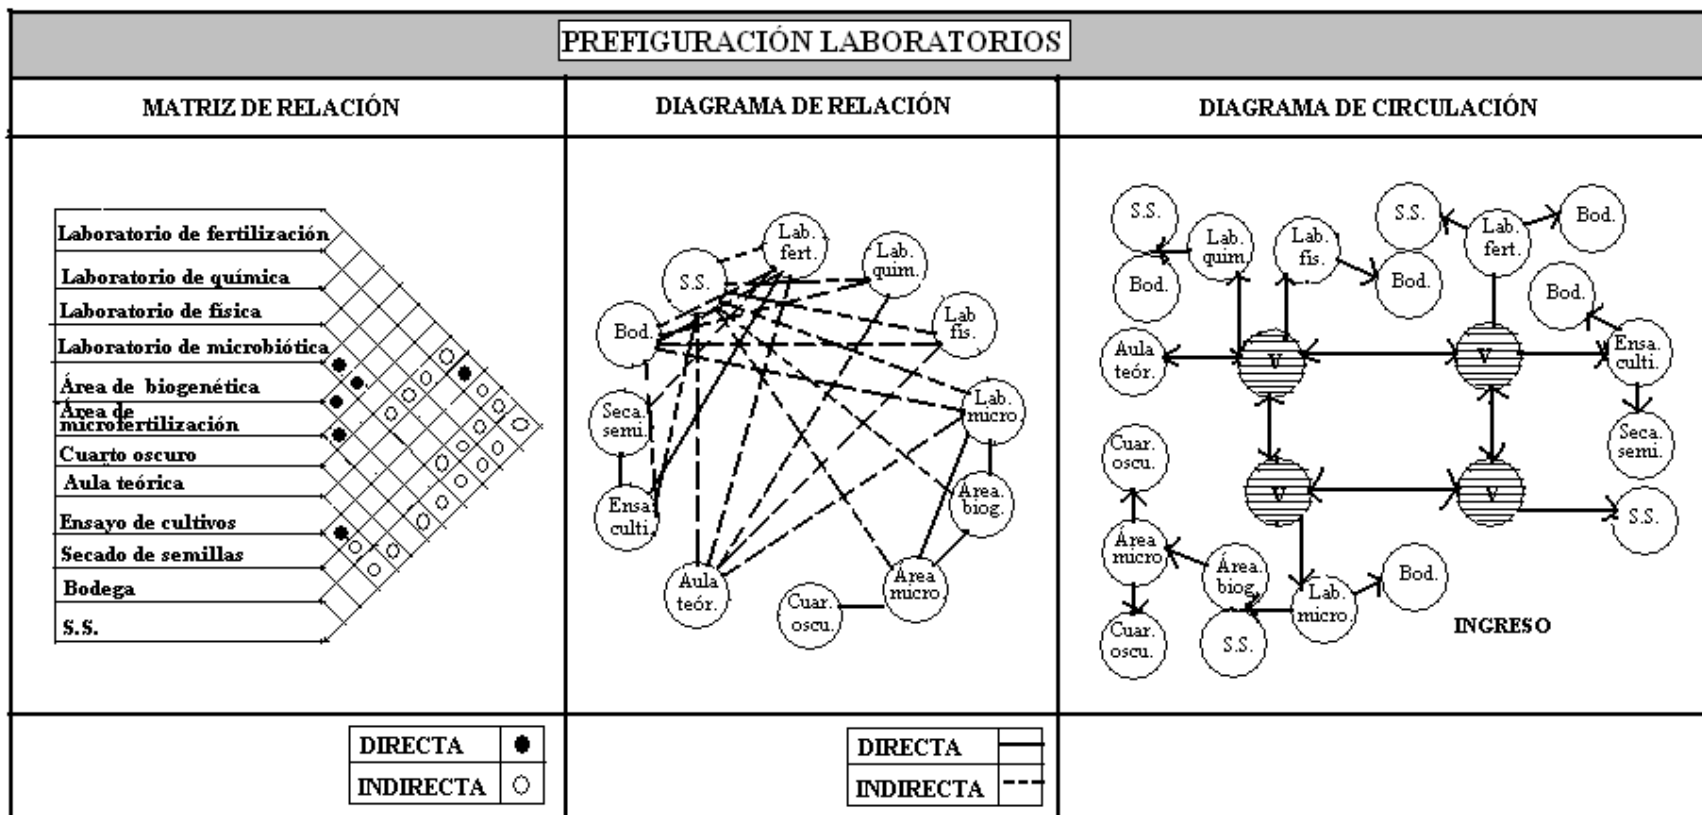 PREFIGURACIÓN LABORATORIOS
MATRIZ DE RELACIÓN
DIAGRAMA DE RELACIÓN
DIAGRAMA DE CIRCULACIÓN
Laboratorio de fertilización
Laboratorio de química
Laboratorio de física
Laboratorio de microbiótica
Área de biogenética
Área de
microfertilización
Cuarto oscuro
Aula teórica
Ensayo de cultivos
Secado de semillas
Bodega
S.S.
DIRECTA
INDIRECTA
Lab.
fert.
S.S.
Lab.
quim.
Bod.
Lab
fis.
Seca.
semi.
Lab.
micro
Ensa.
culti.
Área.
biog.
Aula
teór.
Área
micro
Cuar.
oscu.
DIRECTA
INDIRECTA
S.S.
Lab.
quim
Bod.
Lab.
fis.
Bod.
S.S.
Lab.
fert.
Bod.
Bod.
Aula
teór.
V
V
Ensa.
culti.
Cuar.
oscu.
Seca.
semi.
V
V
S.S.
Área
micro
Área.
biog.
Lab.
micro.
Bod.
Cuar.
oscu.
S.S.
INGRESO